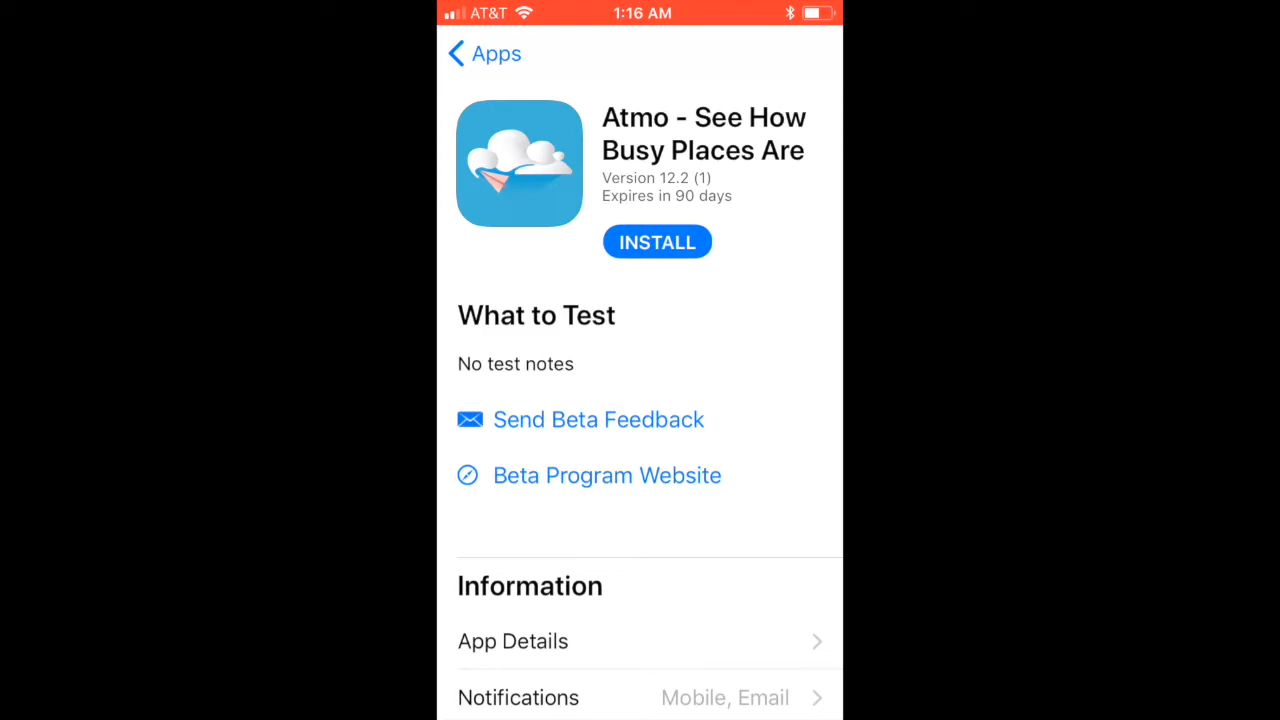 AT&T 1:16 AM
Apps
Atmo - See How
Busy Places Are
Version 12.2 (1)
Expires in 90 days
INSTALL
What to Test
No test notes
Send Beta Feedback
Beta Program Website
Information
App Details
Notifications Mobile, Email